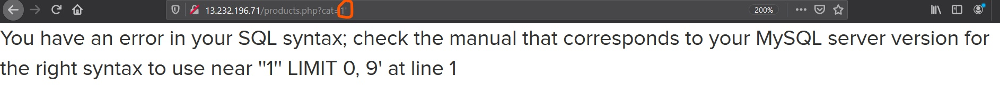 13.232.196.71/products.php?cat=1'
200%
You have an error in your SQL syntax; check the manual that corresponds to your MySQL server version for
the right syntax to use near ''1'' LIMIT 0, 9' at line 1